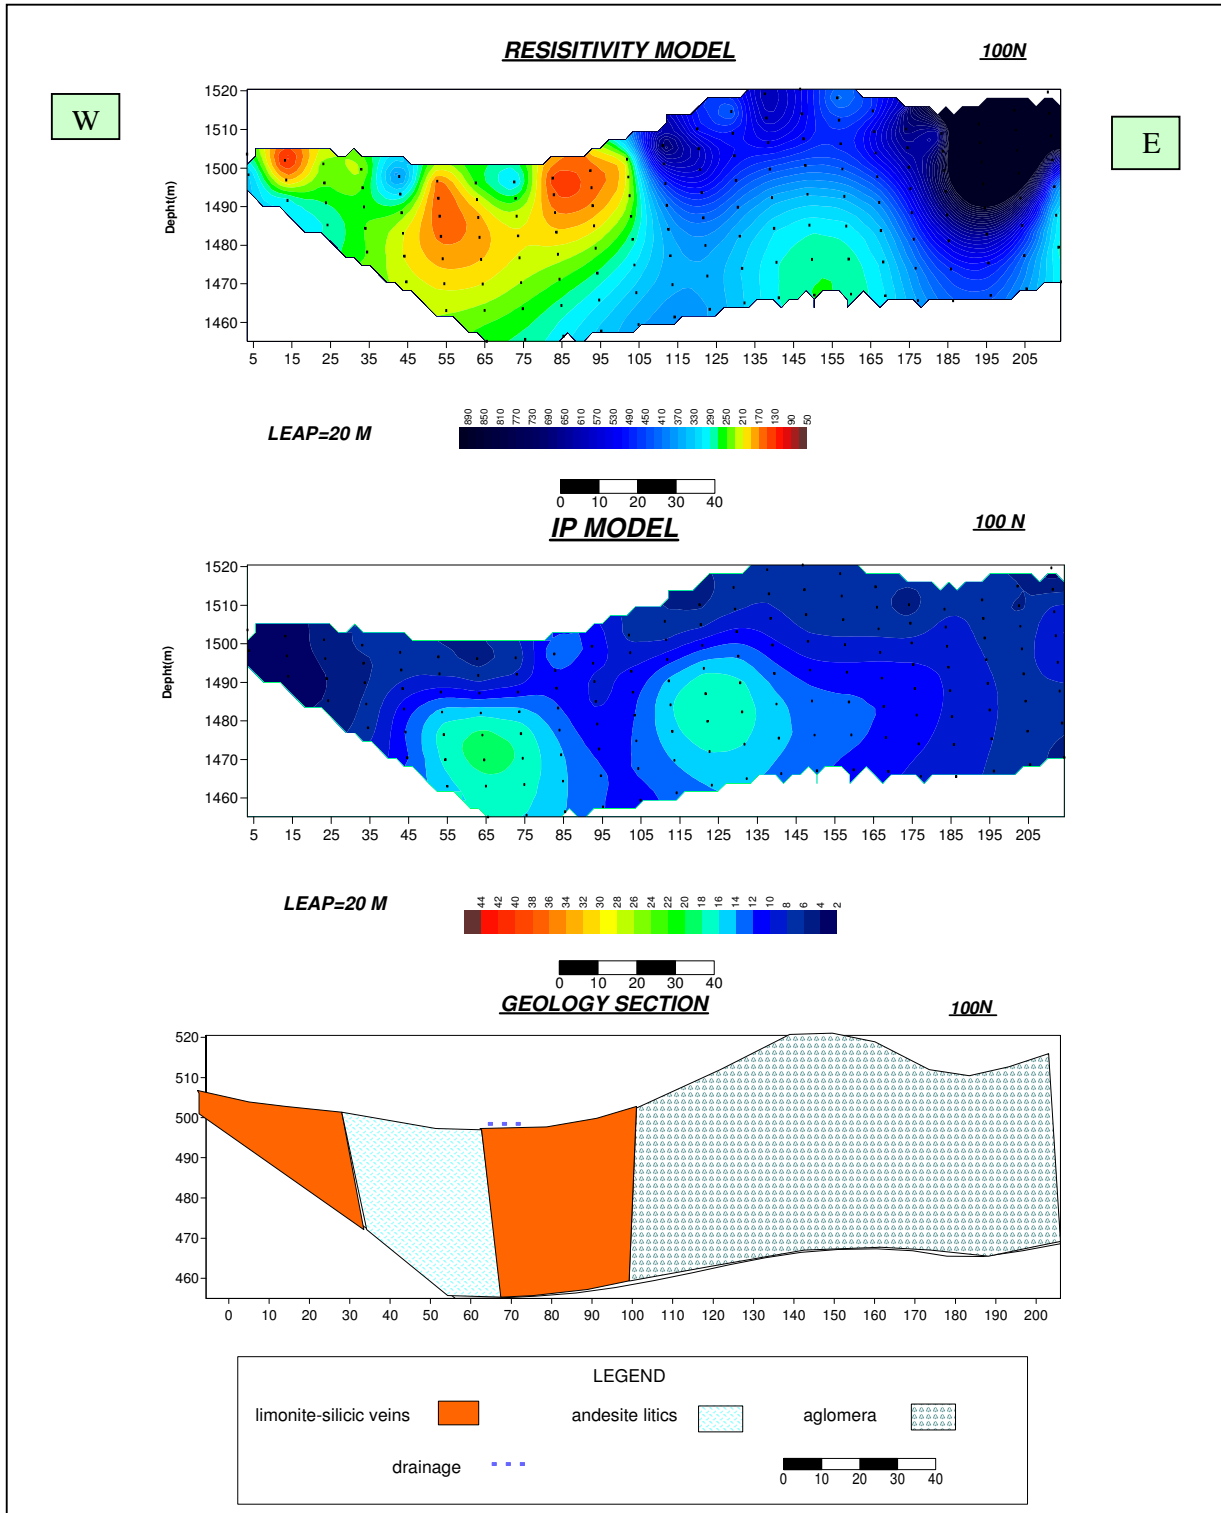 RESISITIVITY MODEL
100N
W
E
1520
1510
1500
1490
1480
1470
1460
Depht(m)
5 15 25 35 45 55 65 75 85 95 105 115 125 135 145 155 165 175 185 195 205
890 850 810 770 730 690 650 610 570 530 490 450 410 370 330 290 250 210 170 130 90 50
LEAP=20 M
0 10 20 30 40
IP MODEL
100 N
1520
1510
1500
1490
1480
1470
1460
Depht(m)
5 15 25 35 45 55 65 75 85 95 105 115 125 135 145 155 165 175 185 195 205
LEAP=20 M
44 42 40 38 36 34 32 30 28 26 24 22 20 18 16 14 12 10 8 6 4 2
0 10 20 30 40
GEOLOGY SECTION
100N
520
510
500
490
480
470
460
0 10 20 30 40 50 60 70 80 90 100 110 120 130 140 150 160 170 180 190 200
LEGEND
limonite-silicic veins
andesite litics
aglomera
drainage
0 10 20 30 40